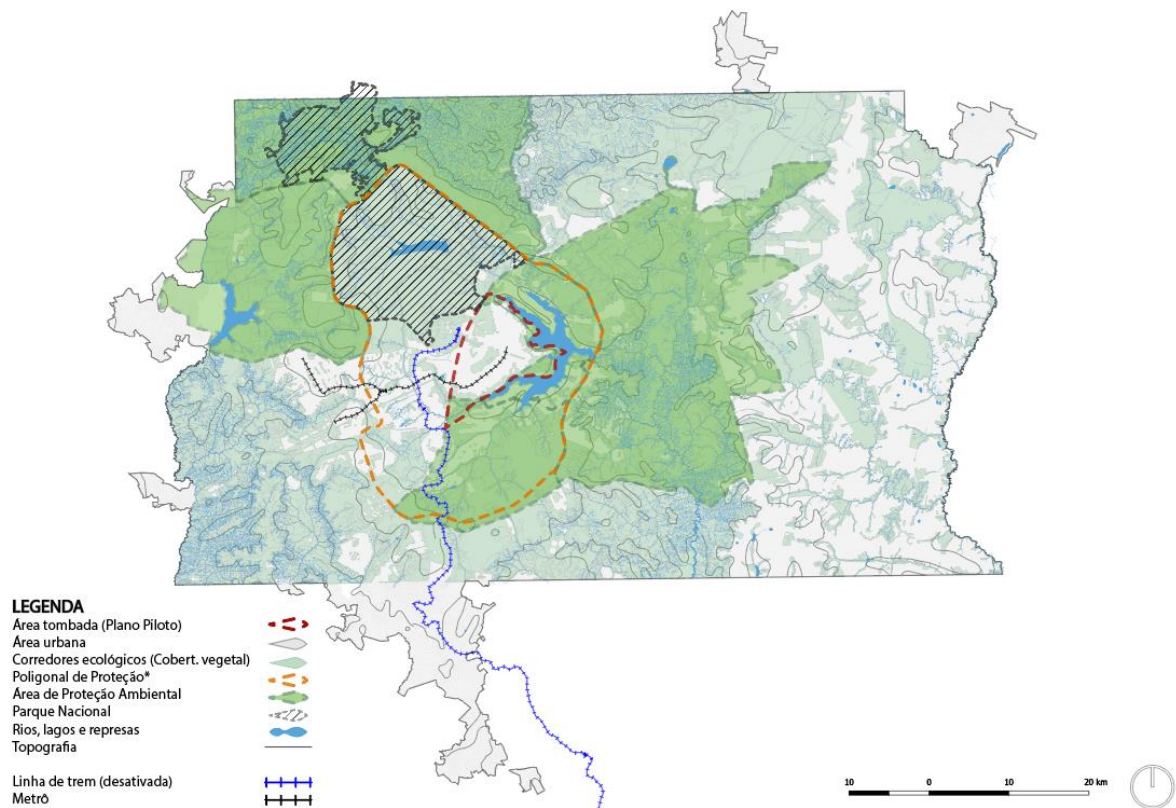 LEGENDA
Área tombada (Plano Piloto)
Área urbana
Corredores ecológicos (Cobert. vegetal)
Poligonal de Proteção*
Área de Proteção Ambiental
Parque Nacional
Rios, lagos e represas
Topografia
Linha de trem (desativada)
Metrô
10 0 10 20 km